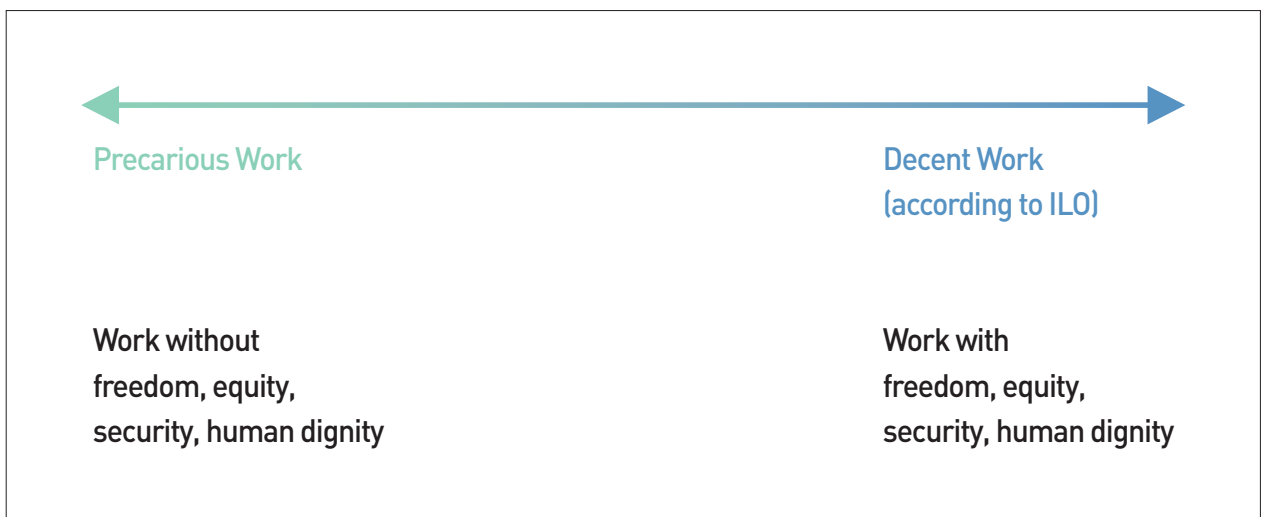 Precarious Work
Decent Work
(according to ILO)
Work without
freedom, equity,
security, human dignity
Work with
freedom, equity,
security, human dignity